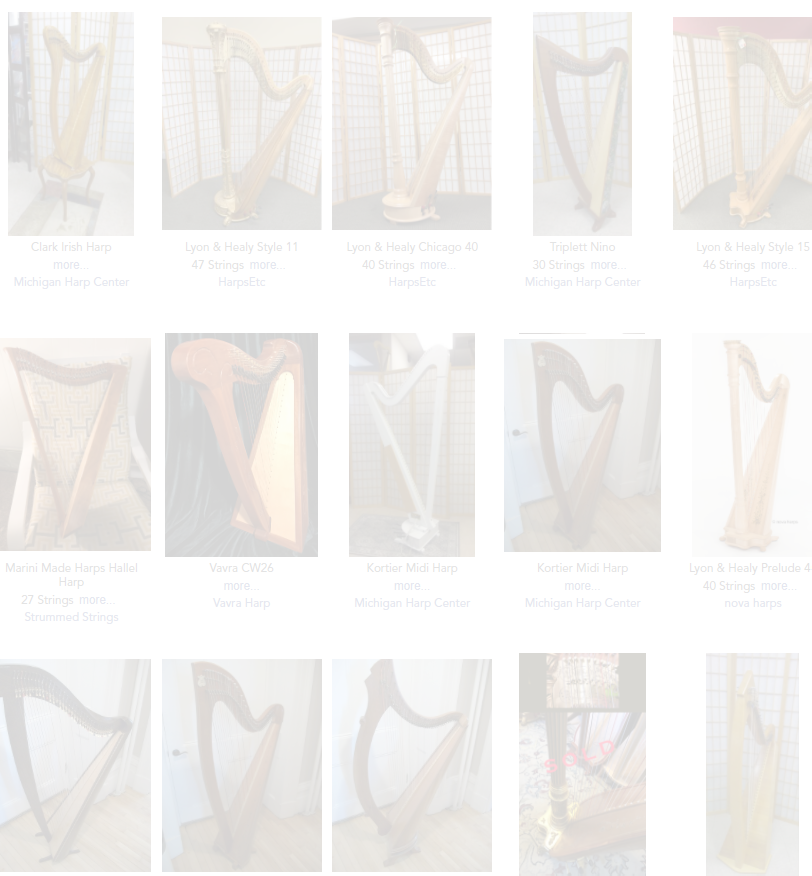 Clark Irish Harp
more...
Michigan Harp Center
Lyon & Healy Style 11
47 Strings more...
HarpsEtc
Lyon & Healy Chicago 40
40 Strings more...
HarpsEtc
Triplett Nino
30 Strings more...
Michigan Harp Center
Lyon & Healy Style 15
46 Strings more...
HarpsEtc
Marini Made Harps Hallel
Harp
27 Strings more...
Strummed Strings
Vavra CW26
more...
Vavra Harp
Kortier Midi Harp
more...
Michigan Harp Center
Kortier Midi Harp
more...
Michigan Harp Center
Lyon & Healy Prelude 4
40 Strings more...
nova harps
SOLD